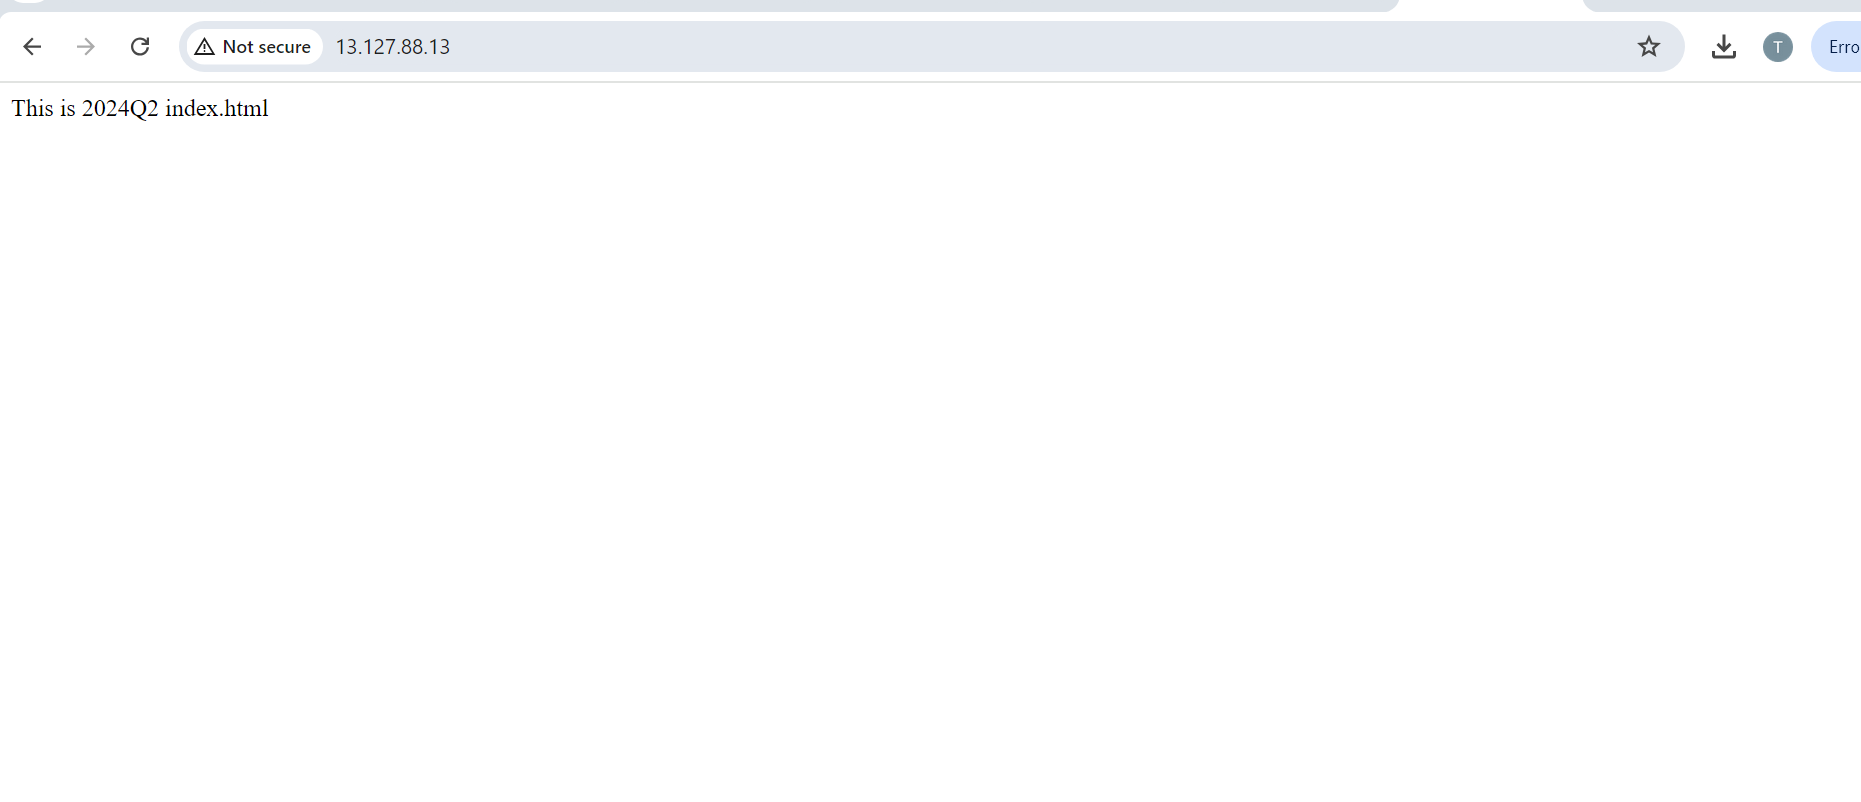 Not secure
13.127.88.13
T
Erro
This is 2024Q2 index.html